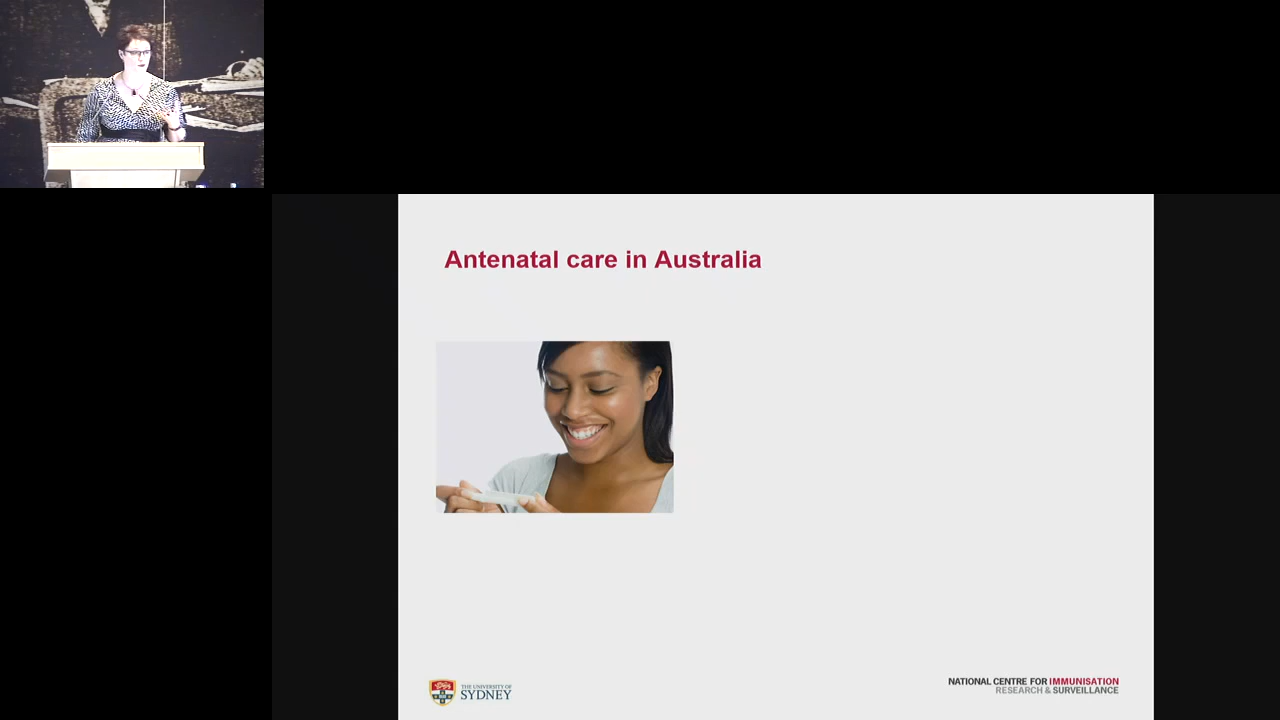 Antenatal care in Australia
THE UNIVERSITY OF
SYDNEY
NATIONAL CENTRE FOR IMMUNISATION
RESEARCH & SURVEILLANCE